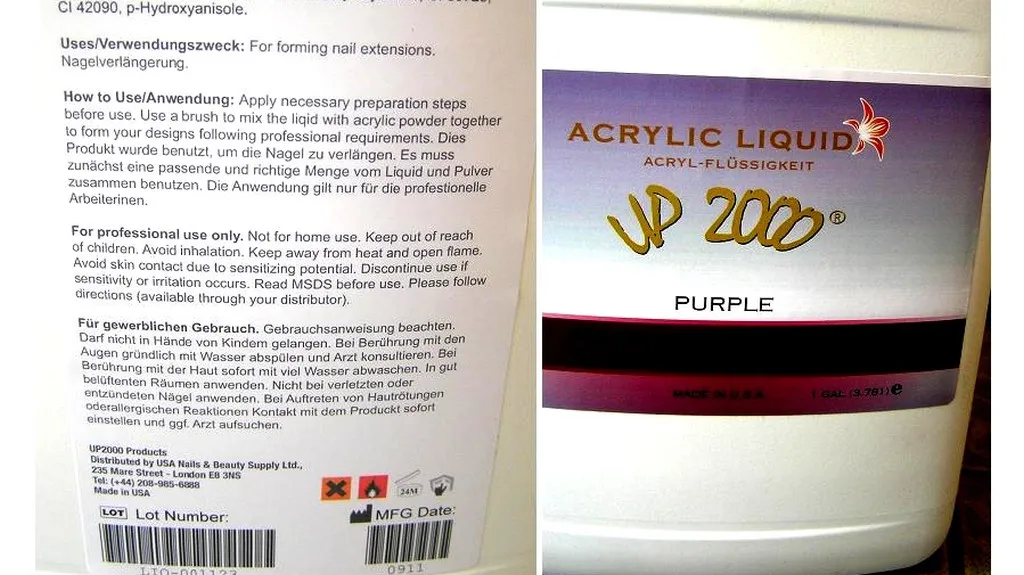 CI 42090, p-Hydroxyanisole.
Uses/Verwendungszweck: For forming nail extensions.
Nagelverlängerung.
How to Use/Anwendung: Apply necessary preparation steps
before use. Use a brush to mix the liqid with acrylic powder together
to form your designs following professional requirements. Dies
Produkt wurde benutzt, um die Nagel zu verlängen. Es muss
zunächst eine passende und richtige Menge vom Liquid und Pulver
zusammen benutzen. Die Anwendung gilt nur für die profestionelle
Arbeiterinen.
For professional use only. Not for home use. Keep out of reach
of children. Avoid inhalation. Keep away from heat and open flame.
Avoid skin contact due to sensitizing potential. Discontinue use if
sensitivity or irritation occurs. Read MSDS before use. Please follow
directions (available through your distributor).
Für gewerblichen Gebrauch. Gebrauchsanweisung beachten.
Darf nicht in Hände von Kindern gelangen. Bei Berührung mit den
Augen gründlich mit Wasser abspülen und Arzt konsultieren. Bei
Berührung mit der Haut sofort mit viel Wasser abwaschen. In gut
belüftenten Räumen anwenden. Nicht bei verletzten oder
entzündeten Nägel anwenden. Bei Auftreten von Hautrötungen
oderallergischen Reaktionen Kontakt mit dem Produckt sofort
einstellen und ggf. Arzt aufsuchen.
UP2000 Products
Distributed by USA Nails & Beauty Supply Ltd.,
235 Mare Street - London E8 3NS
Tel: (+44) 208-985-6888
Made in USA
24M
LOT Lot Number:
MFG Date:
LIQ-001123
0911
ACRYLIC LIQUID
ACRYL-FLÜSSIGKEIT
UP 2000®
PURPLE
MADE IN U.S.A
1 GAL (3.78L) e